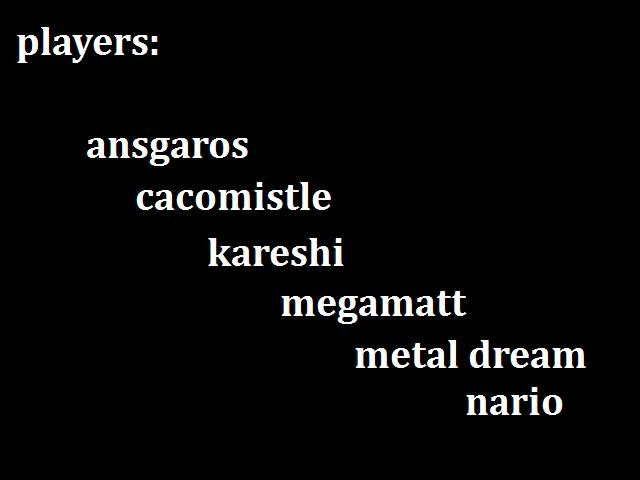 players:
ansgaros
cacomistle
kareshi
megamatt
metal dream
nario